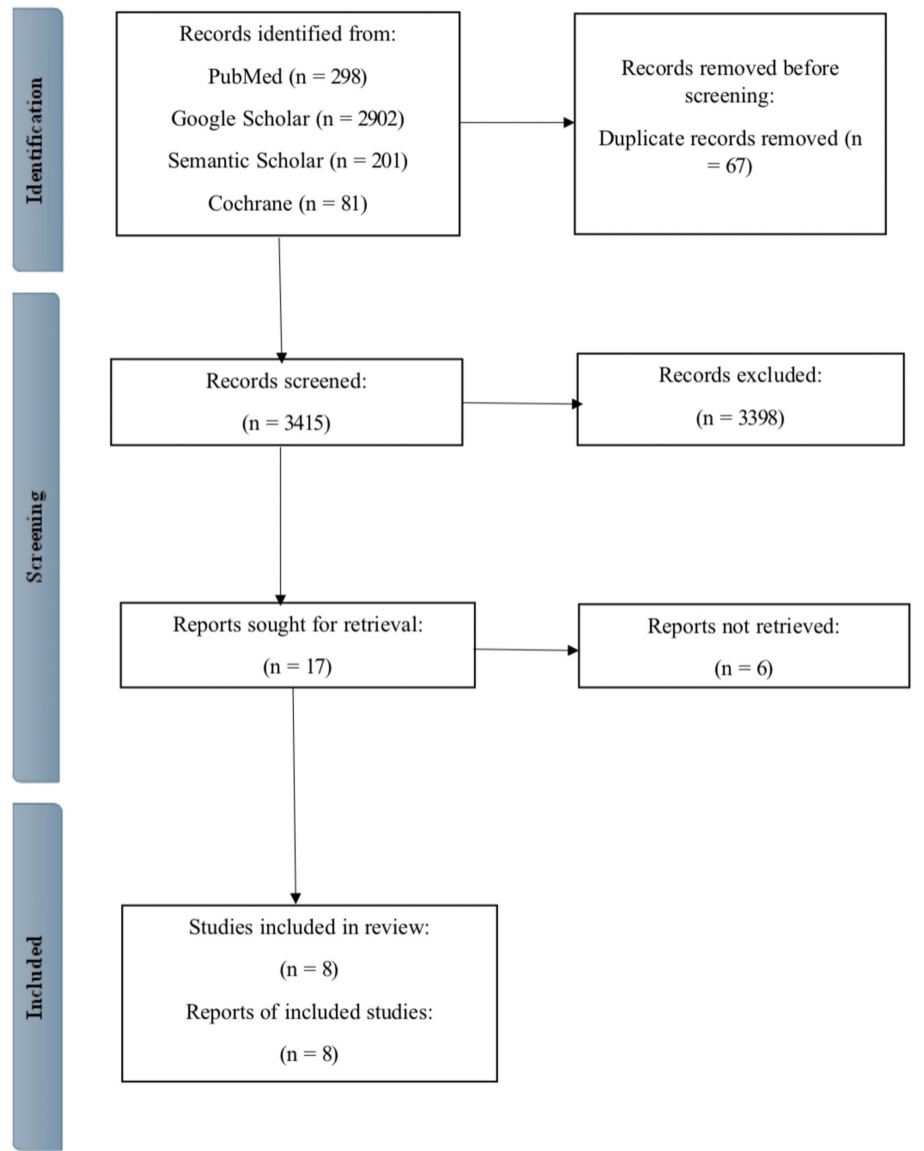 Identification
Records identified from:
PubMed (n = 298)
Google Scholar (n = 2902)
Semantic Scholar (n = 201)
Cochrane (n = 81)
Records removed before
screening:
Duplicate records removed (n
= 67)
Screening
Records screened:
(n = 3415)
Records excluded:
(n = 3398)
Reports sought for retrieval:
(n = 17)
Reports not retrieved:
(n = 6)
Included
Studies included in review:
(n = 8)
Reports of included studies:
(n = 8)